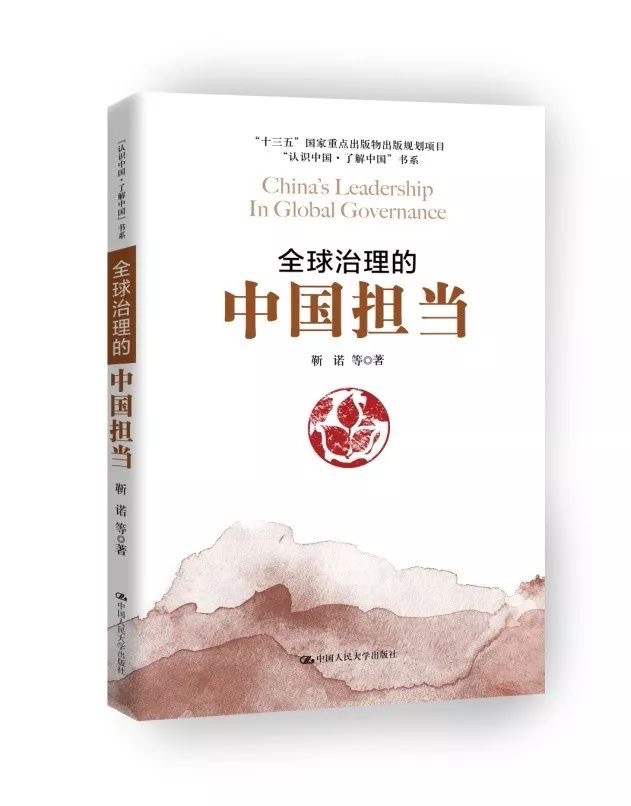 “十三五”国家重点出版物出版规划项目
“认识中国·了解中国”书系
China's Leadership
In Global Governance
全球治理的
中国担当
靳 诺 等◎著
中国人民大学出版社
“认识中国·了解中国”书系
全球治理的
中国担当
靳 诺 等◎著
中国人民大学出版社